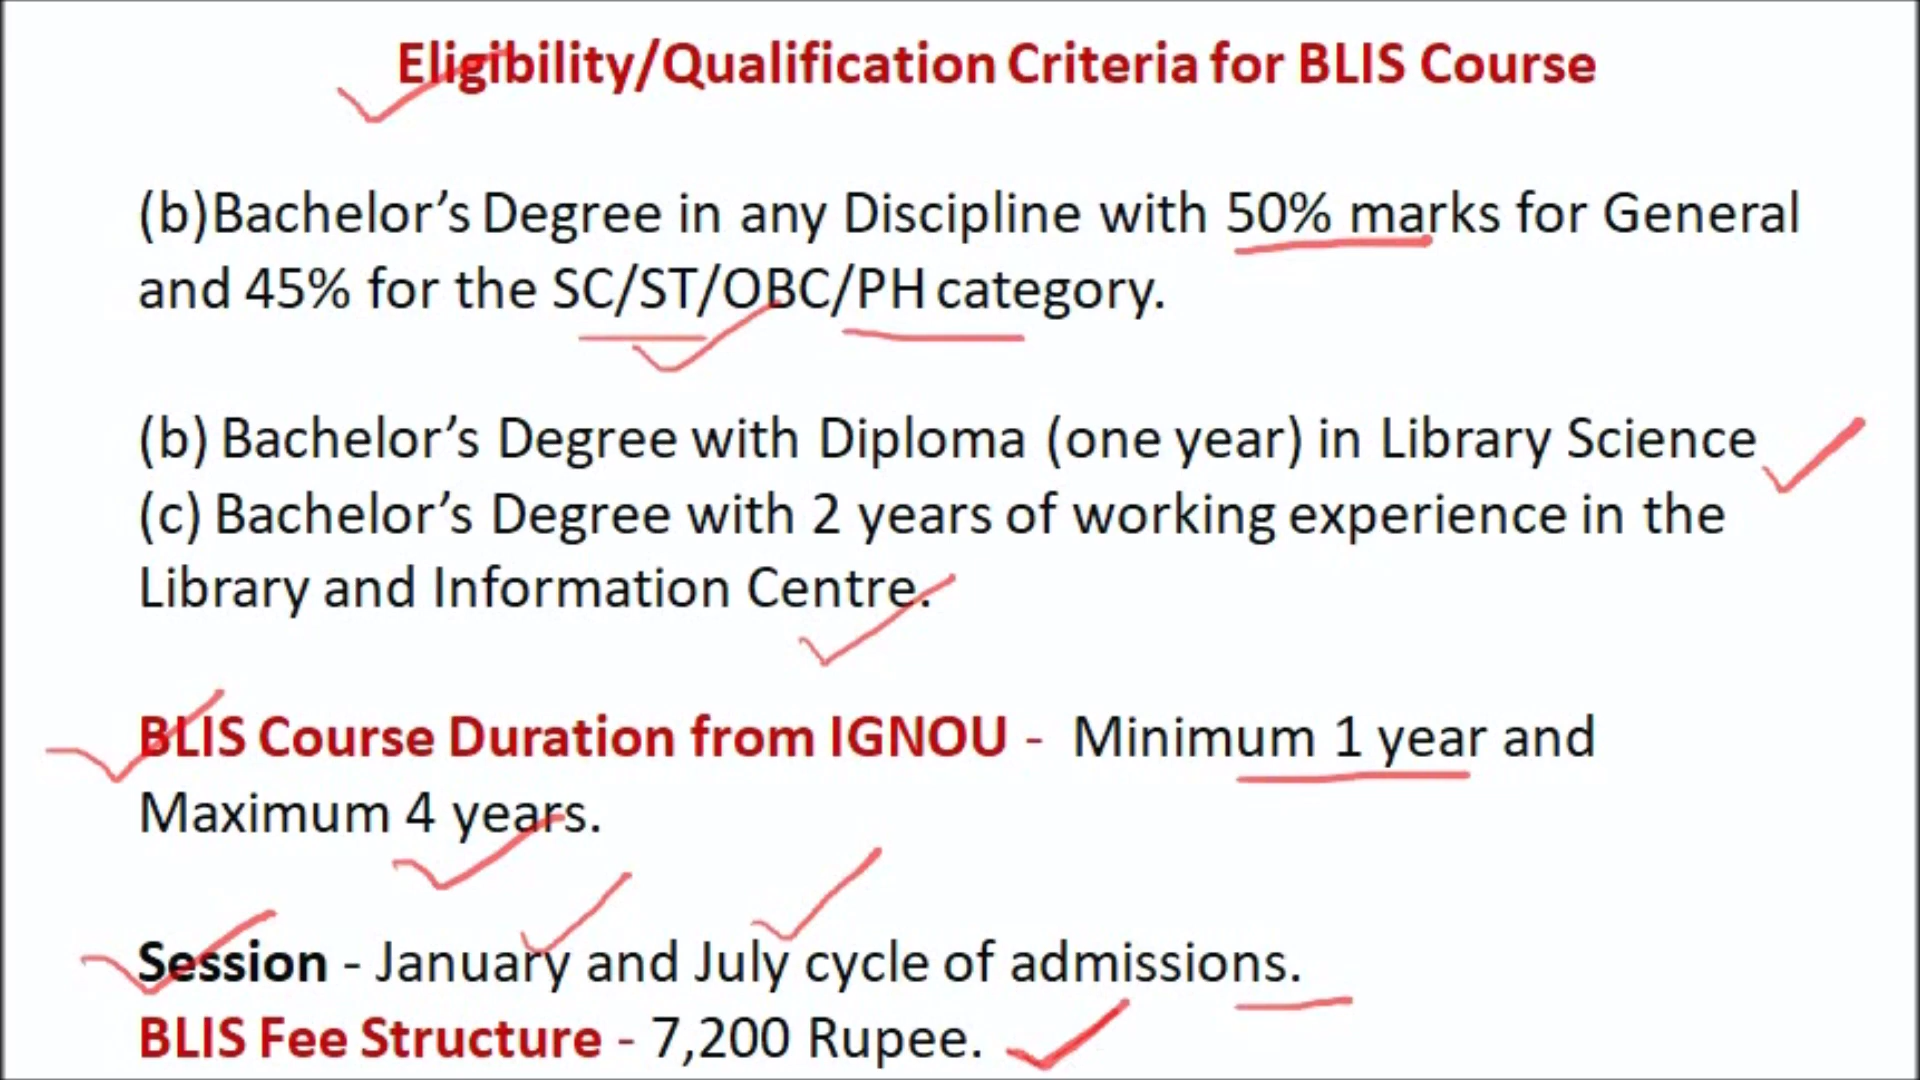 Eligibility/Qualification Criteria for BLIS Course
(b)Bachelor’s Degree in any Discipline with 50% marks for General
and 45% for the SC/ST/OBC/PH category.
(b) Bachelor’s Degree with Diploma (one year) in Library Science
(c) Bachelor’s Degree with 2 years of working experience in the
Library and Information Centre.
BLIS Course Duration from IGNOU - Minimum 1 year and
Maximum 4 years.
Session - January and July cycle of admissions.
BLIS Fee Structure - 7,200 Rupee.